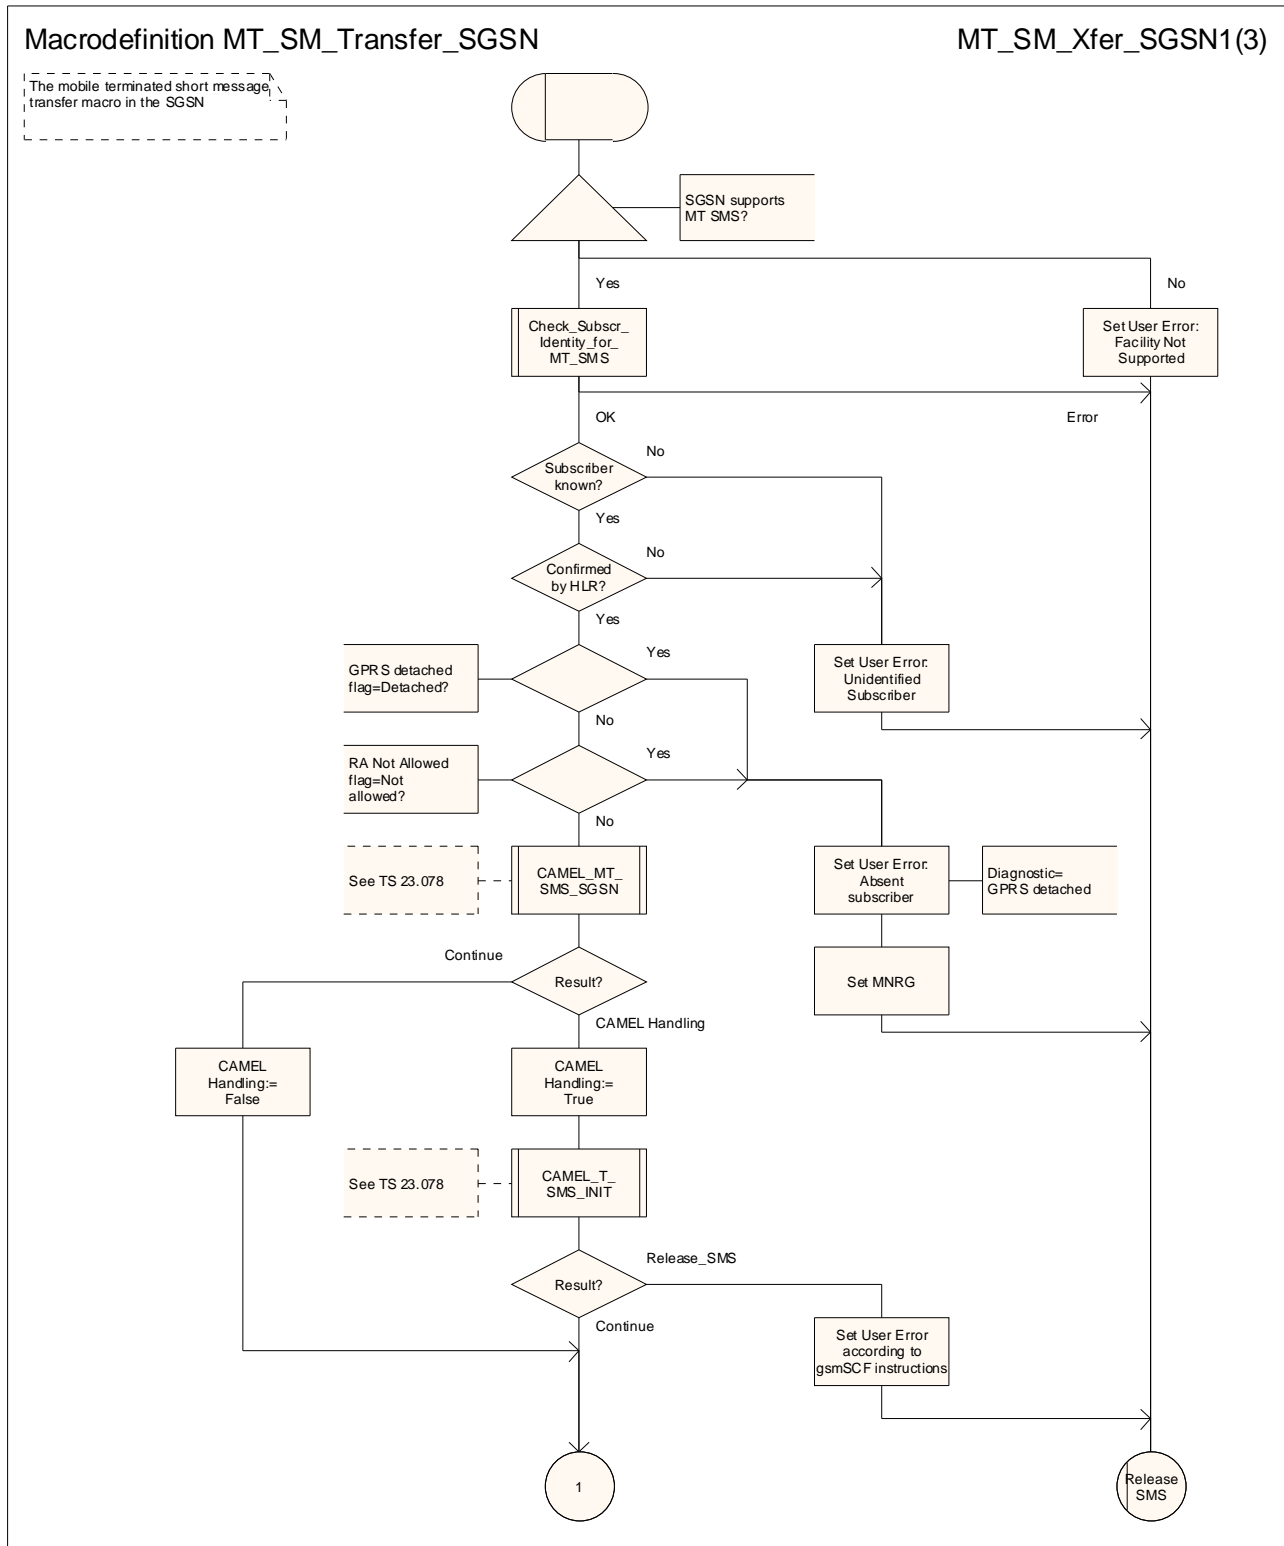 Macrodefinition MT_SM_Transfer_SGSN
MT_SM_Xfer_SGSN1(3)
The mobile terminated short message
transfer macro in the SGSN
SGSN supports
MT SMS?
Yes
No
Check_Subscr_
Identity_for_
MT_SMS
Set User Error:
Facility Not
Supported
OK
Error
Subscriber
known?
No
Yes
Confirmed
by HLR?
No
Yes
GPRS detached
flag=Detached?
Yes
Set User Error:
Unidentified
Subscriber
No
RA Not Allowed
flag=Not
allowed?
Yes
No
See TS 23.078
CAMEL_MT_
SMS_SGSN
Set User Error:
Absent
subscriber
Diagnostic=
GPRS detached
Continue
Result?
Set MNRG
CAMEL Handling
CAMEL
Handling:=
False
CAMEL
Handling:=
True
See TS 23.078
CAMEL_T_
SMS_INIT
Result?
Release_SMS
Continue
Set User Error
according to
gsmSCF instructions
1
Release
SMS